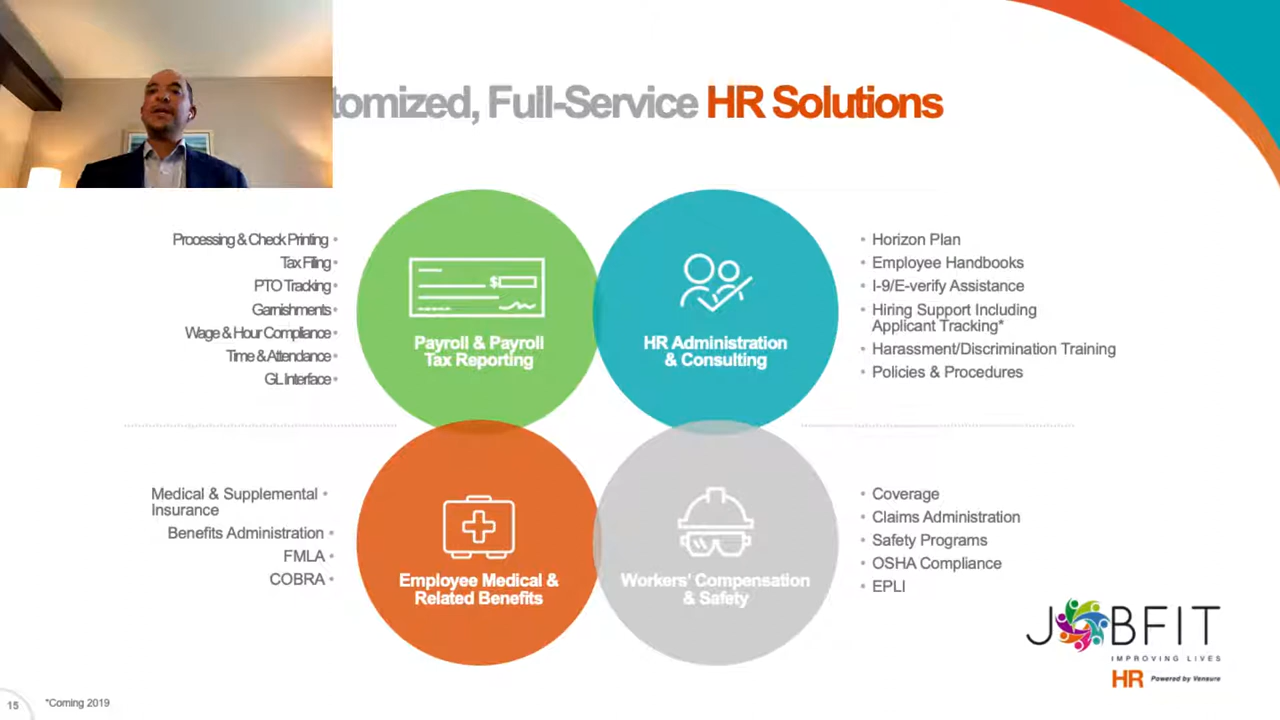 tomized, Full-Service HR Solutions
Processing & Check Printing •
Tax Filing •
PTO Tracking •
Garnishments •
Wage & Hour Compliance •
Time & Attendance •
GL Interface •
$
Payroll & Payroll
Tax Reporting
HR Administration
& Consulting
• Horizon Plan
• Employee Handbooks
• I-9/E-verify Assistance
• Hiring Support Including
Applicant Tracking*
• Harassment/Discrimination Training
• Policies & Procedures
Medical & Supplemental •
Insurance
Benefits Administration •
FMLA •
COBRA •
Employee Medical &
Related Benefits
Workers' Compensation
& Safety
• Coverage
• Claims Administration
• Safety Programs
• OSHA Compliance
• EPLI
JOBFIT
IMPROVING LIVES
HR Powered by Vensure
15 *Coming 2019